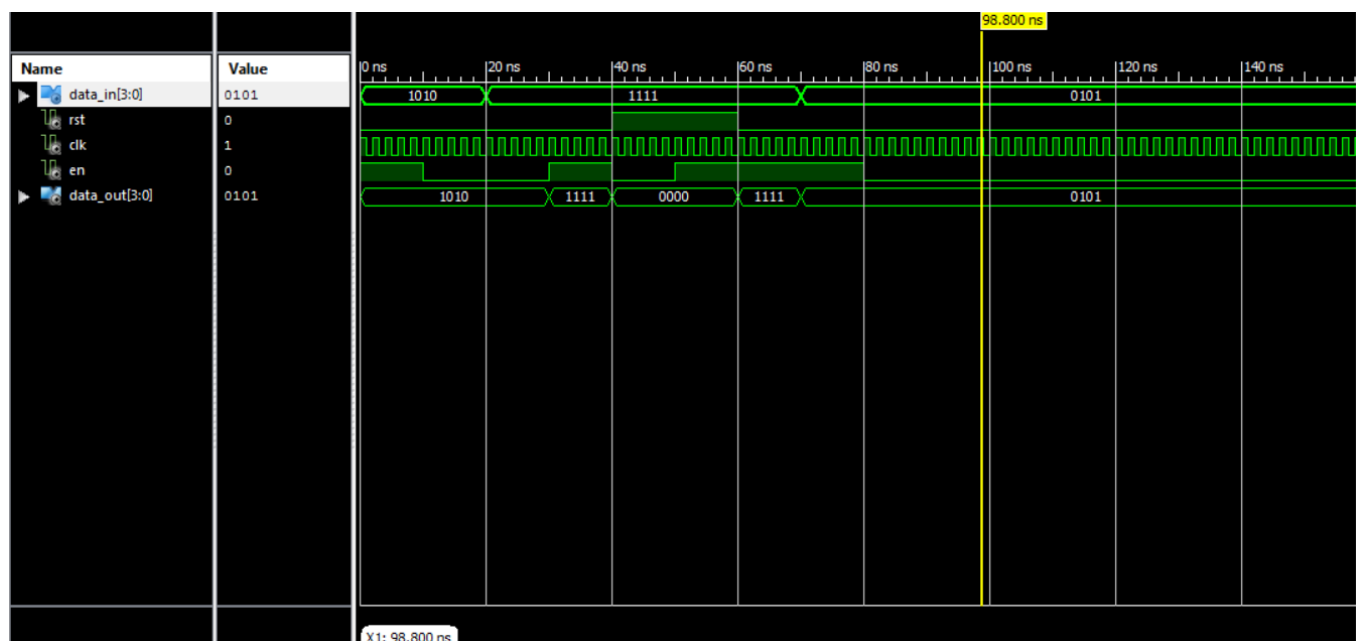 98.800 ns
Name Value 0 ns 20 ns 40 ns 60 ns 80 ns 100 ns 120 ns 140 ns
data_in[3:0] 0101 1010 1111 0101
rst 0
clk 1
en 0
data_out[3:0] 0101 1010 1111 0000 1111 0101
X1: 98.800 ns